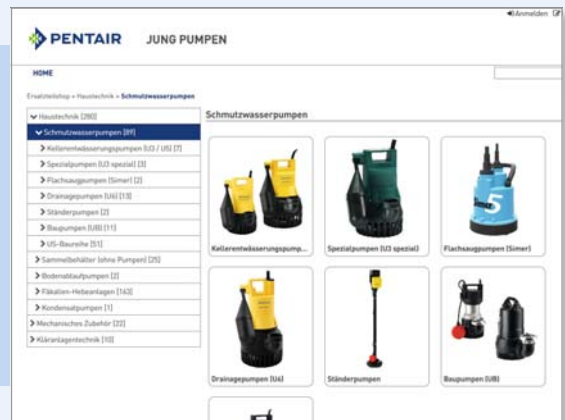 Anmelden
PENTAIR JUNG PUMPEN
HOME
Ersatzteilshop » Haustechnik » Schmutzwasserpumpen
Haustechnik [280]
Schmutzwasserpumpen [89]
Kellerentwässerungspumpen (U3 / U5) [7]
Spezialpumpen (U3 spezial) [3]
Flachsaugpumpen (Simer) [2]
Drainagepumpen (U6) [13]
Ständerpumpen [2]
Baupumpen (UB) [11]
US-Baureihe [51]
Sammelbehälter (ohne Pumpen) [25]
Bodenablaufpumpen [2]
Fäkalien-Hebeanlagen [163]
Kondensatpumpen [1]
Mechanisches Zubehör [22]
Kläranlagentechnik [10]
Schmutzwasserpumpen
Kellerentwässerungspump...
Spezialpumpen (U3 spezial)
Simer 5
Flachsaugpumpen (Simer)
Drainagepumpen (U6)
Ständerpumpen
Baupumpen (UB)